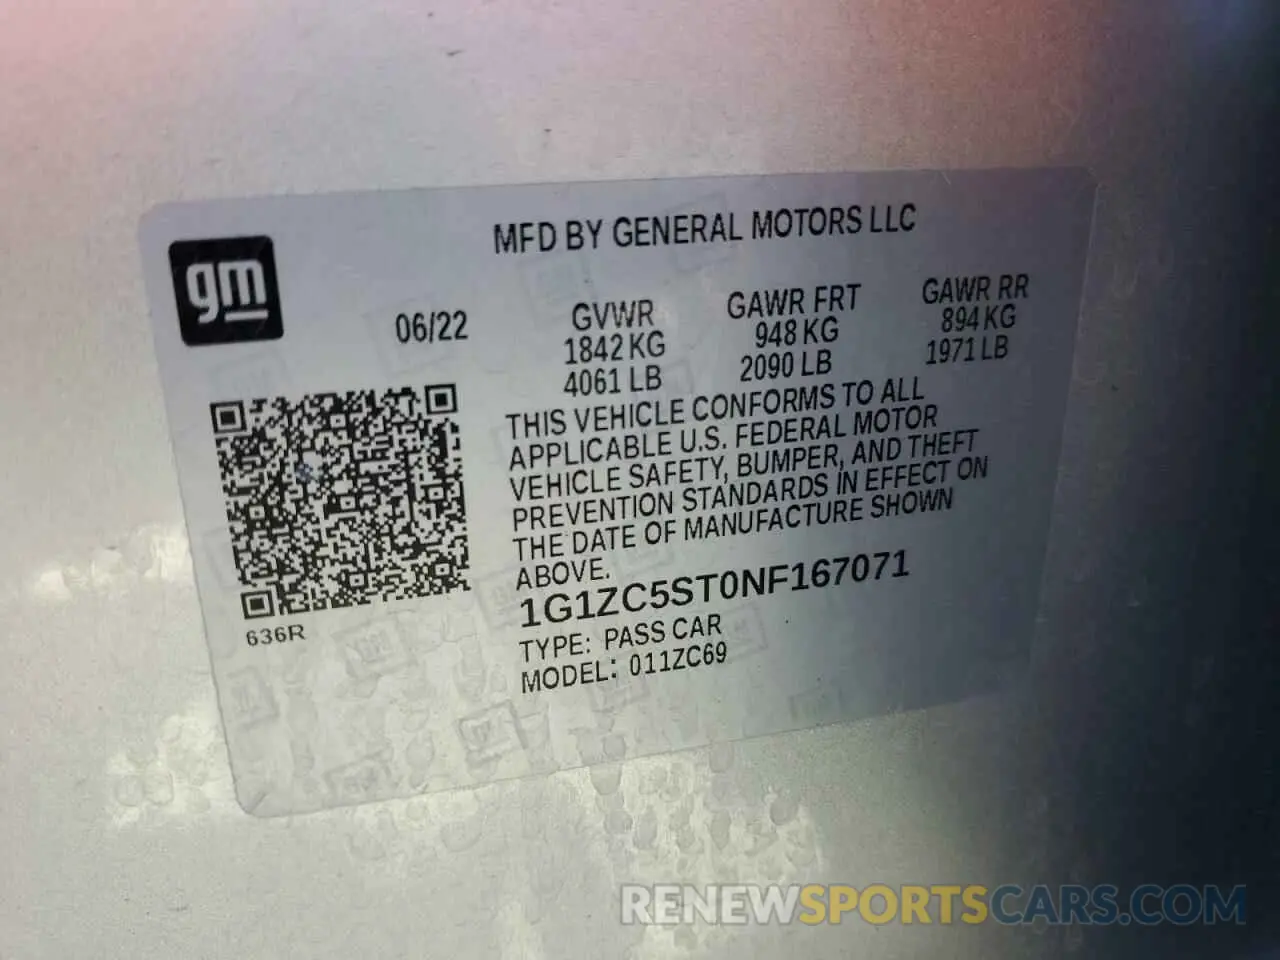 MFD BY GENERAL MOTORS LLC
gm
06/22
GVWR GAWR FRT GAWR RR
1842 KG 948 KG 894 KG
4061 LB 2090 LB 1971 LB
THIS VEHICLE CONFORMS TO ALL
APPLICABLE U.S. FEDERAL MOTOR
VEHICLE SAFETY, BUMPER, AND THEFT
PREVENTION STANDARDS IN EFFECT ON
THE DATE OF MANUFACTURE SHOWN
ABOVE.
1G1ZC5ST0NF167071
636R
TYPE: PASS CAR
MODEL: 011ZC69
RENEWSPORTSCARS.COM